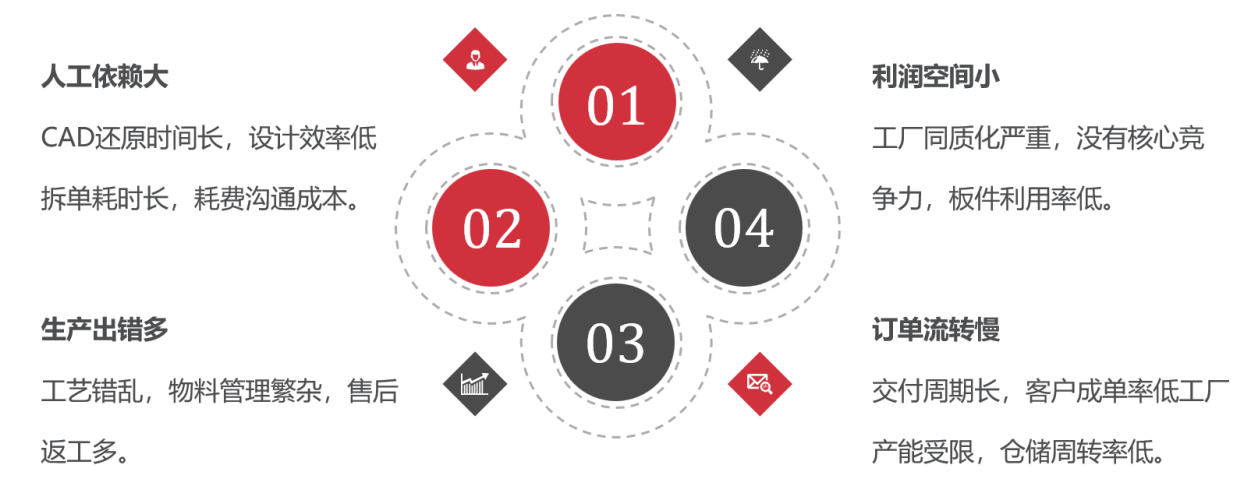 人工依赖大
CAD还原时间长，设计效率低
拆单耗时长，耗费沟通成本。
生产出错多
工艺错乱，物料管理繁杂，售后
返工多。
01
02
04
03
利润空间小
工厂同质化严重，没有核心竞
争力，板件利用率低。
订单流转慢
交付周期长，客户成单率低工厂
产能受限，仓储周转率低。